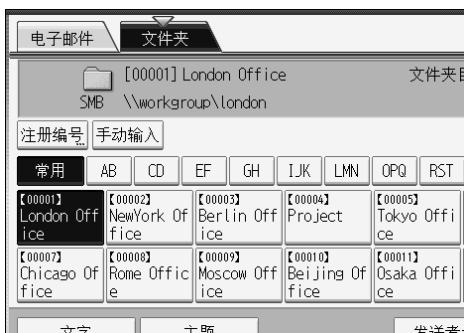 电子邮件 文件夹
[00001] London Office 文件夹
SMB \\workgroup\london
注册编号 手动输入
常用 AB CD EF GH IJK LMN OPQ RST
【00001】 【00002】 【00003】 【00004】 【00005】
London Off NewYork Of Berlin Off Project Tokyo Offi
ice ffice ice ce
【00007】 【00008】 【00009】 【00010】 【00011】
Chicago Of Rome Offic Moscow Off Beijing Of Osaka Offi
fice e ice ffice ce
文字 主题 发送者